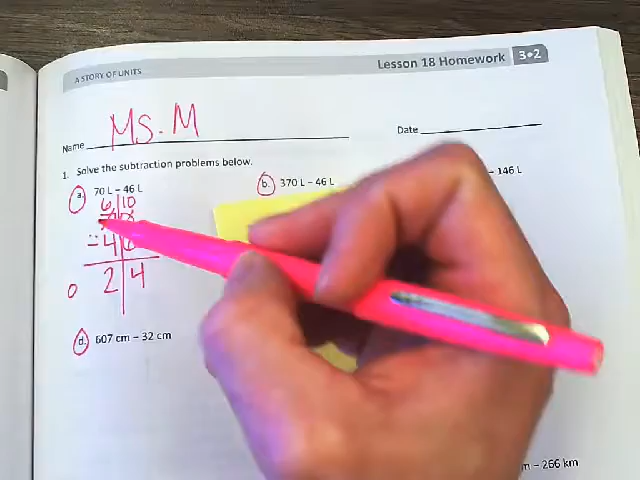 A STORY OF UNITS
Lesson 18 Homework 3•2
Name Ms. M
Date
1. Solve the subtraction problems below.
a. 70 L – 46 L
b. 370 L – 46 L
– 146 L
6 10
– 4
2 4
0
d. 607 cm – 32 cm
m – 266 km